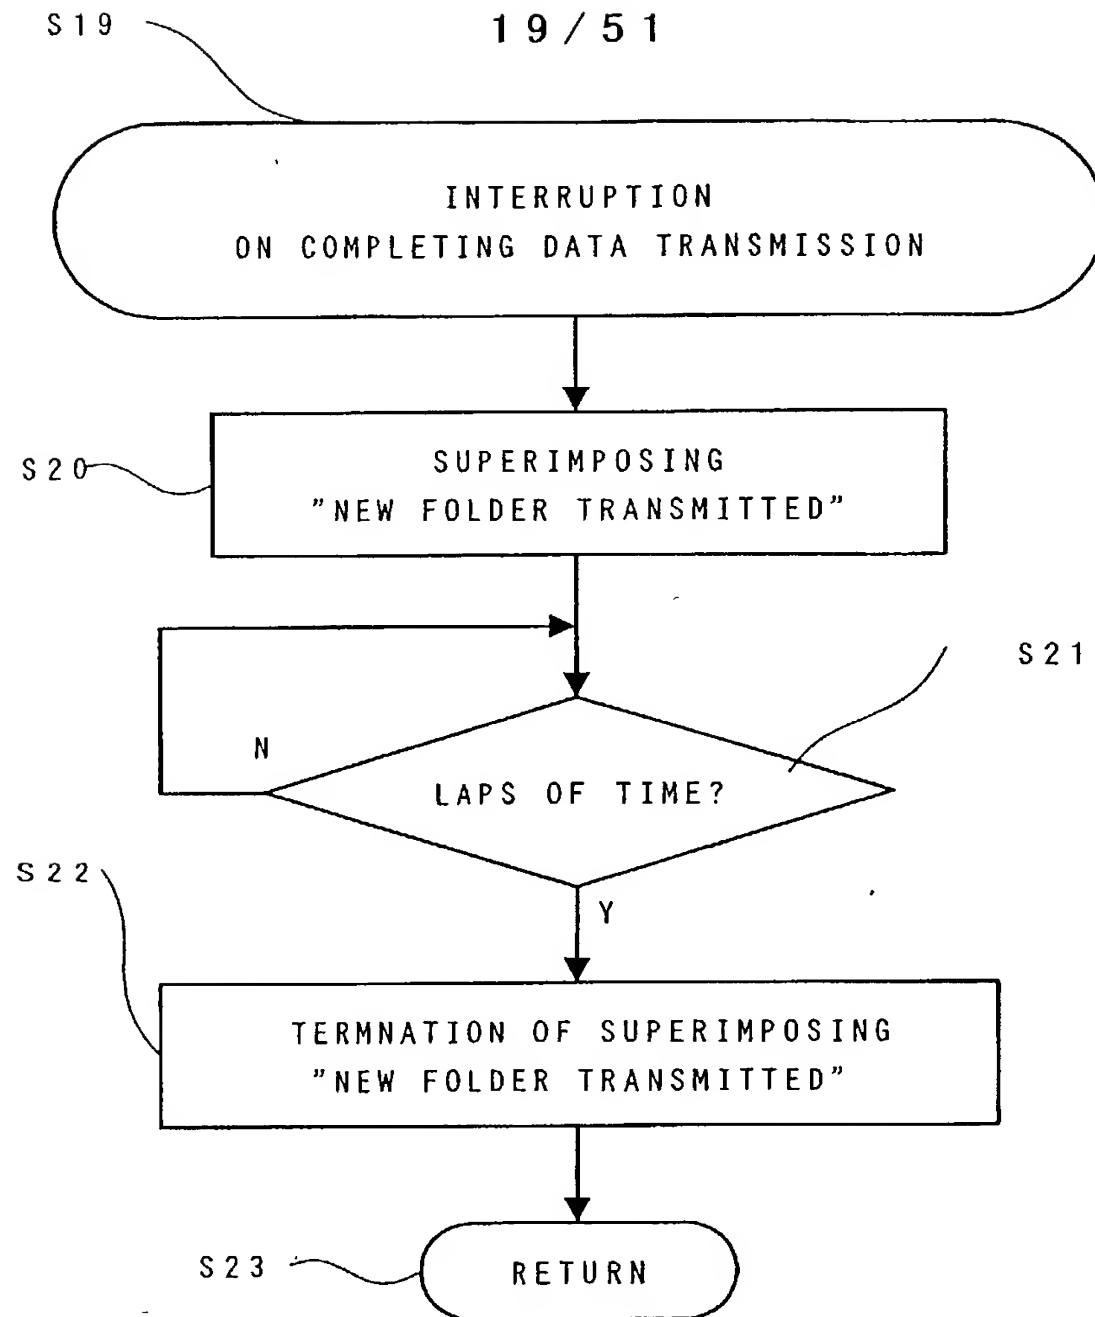 S19
19/51
INTERRUPTION
ON COMPLETING DATA TRANSMISSION
S20
SUPERIMPOSING
"NEW FOLDER TRANSMITTED"
S21
N
LAPS OF TIME?
S22
Y
TERMNATION OF SUPERIMPOSING
"NEW FOLDER TRANSMITTED"
S23
RETURN